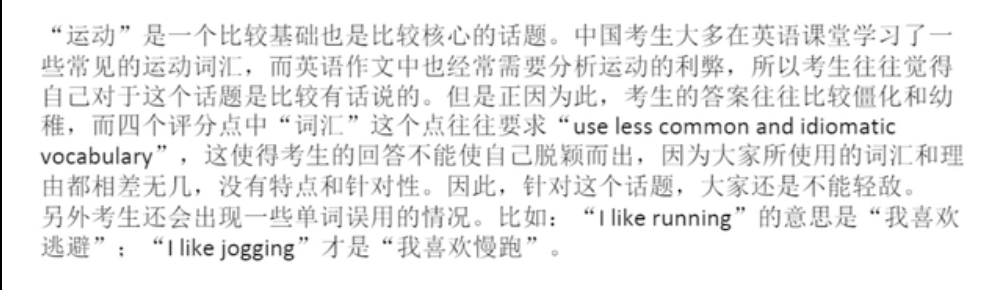 “运动”是一个比较基础也是比较核心的话题。中国考生大多在英语课堂学习了一
些常见的运动词汇，而英语作文中也经常需要分析运动的利弊，所以考生往往觉得
自己对于这个话题是比较有话说的。但是正因为此，考生的答案往往比较僵化和幼
稚，而四个评分点中“词汇”这个点往往要求“use less common and idiomatic
vocabulary”，这使得考生的回答不能使自己脱颖而出，因为大家所使用的词汇和理
由都相差无几，没有特点和针对性。因此，针对这个话题，大家还是不能轻敌。
另外考生还会出现一些单词误用的情况。比如：“I like running”的意思是“我喜欢
逃避”；“I like jogging”才是“我喜欢慢跑”。